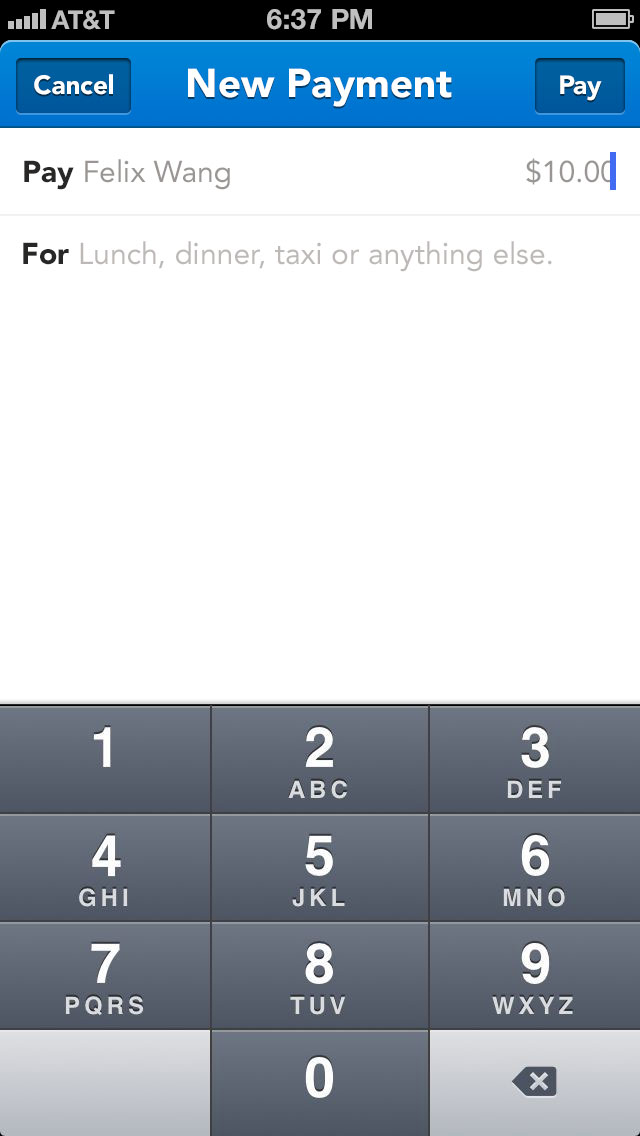 AT&T 6:37 PM
Cancel New Payment Pay
Pay Felix Wang $10.00
For Lunch, dinner, taxi or anything else.
1 2 3
ABC DEF
4 5 6
GHI JKL MNO
7 8 9
PQRS TUV WXYZ
0